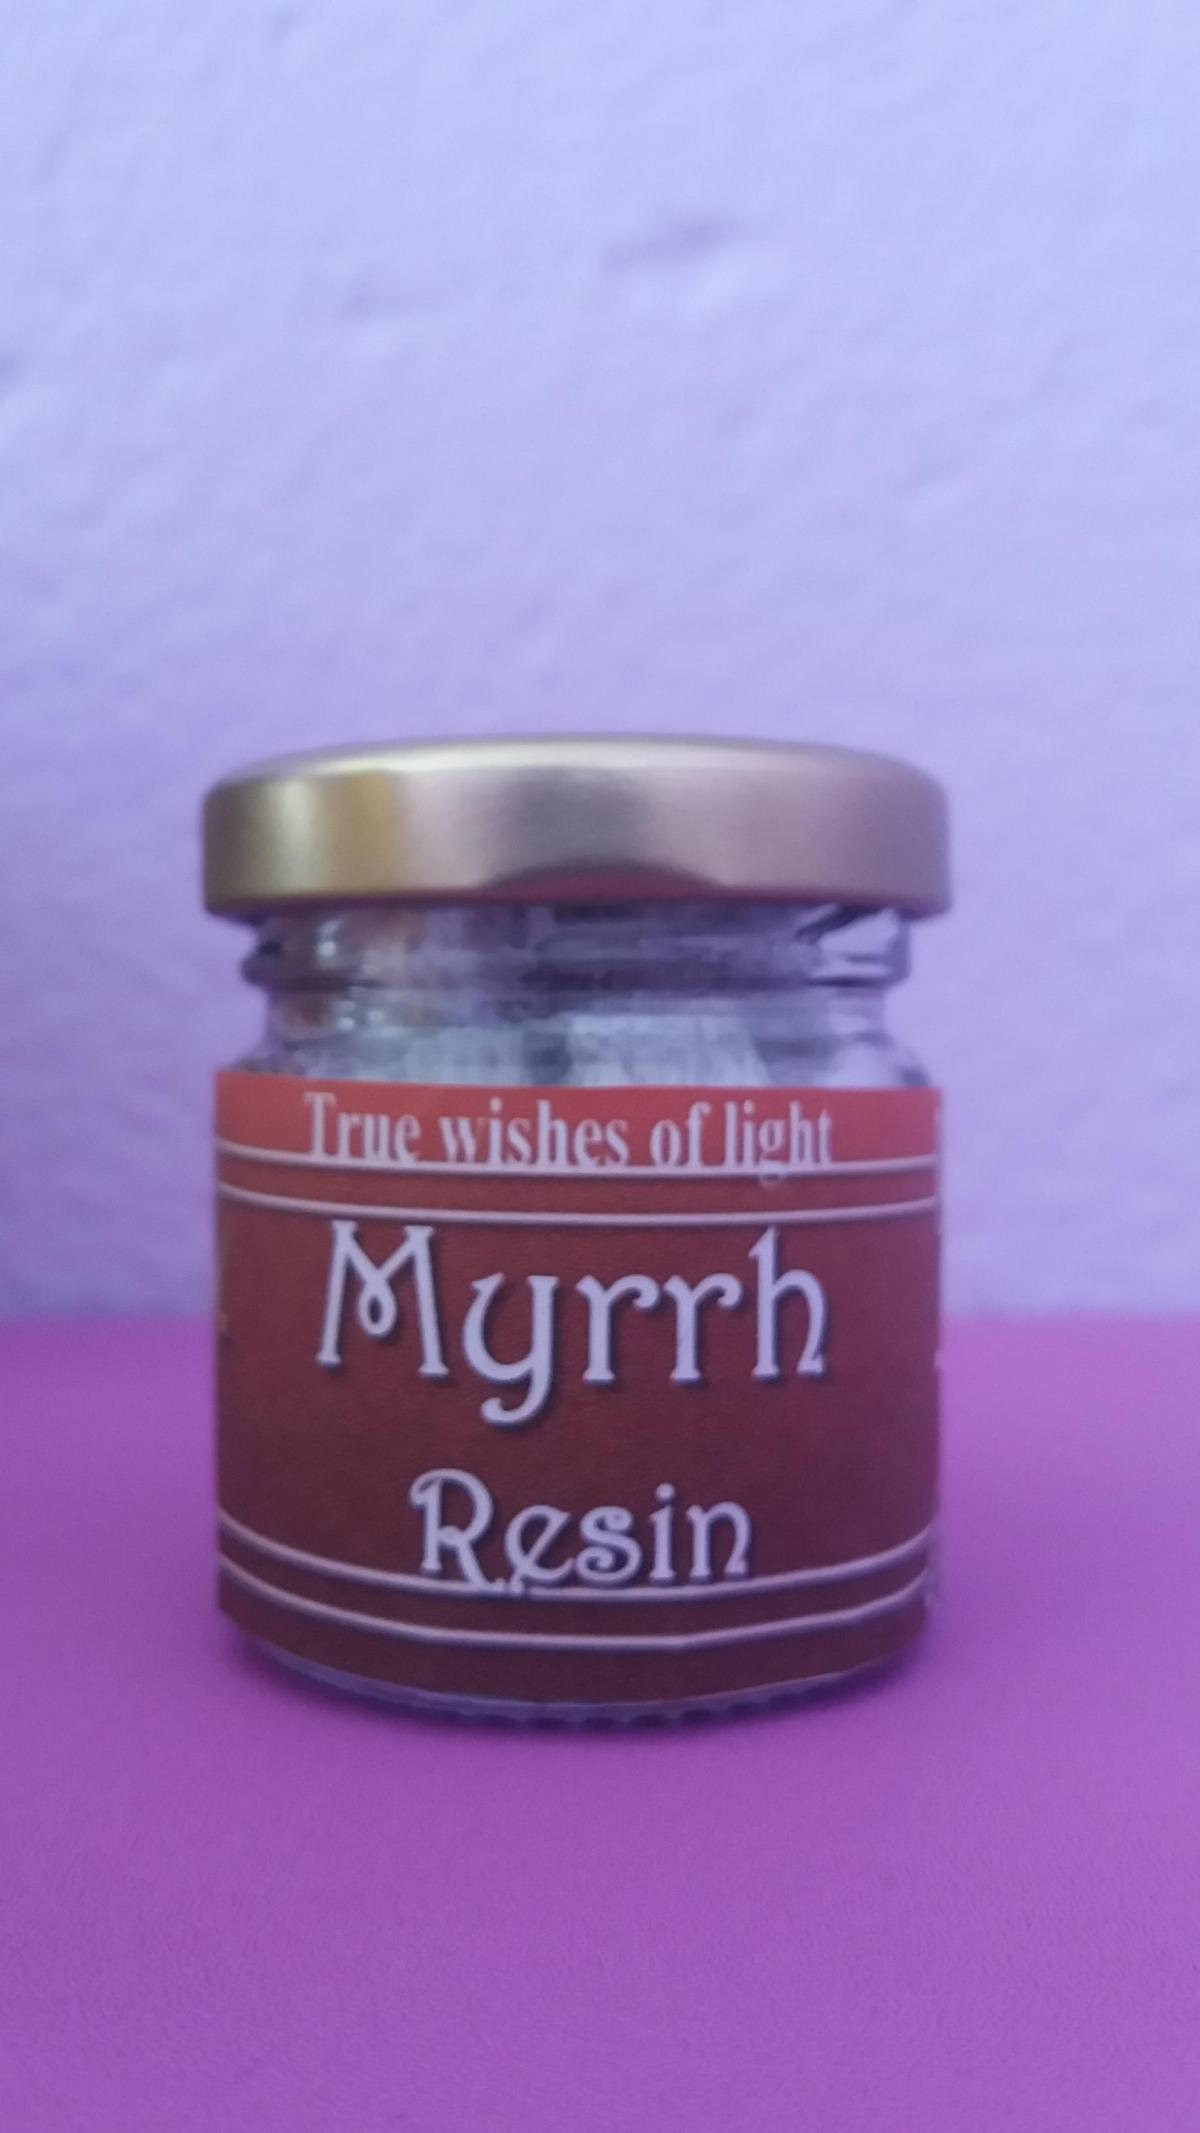 True wishes of light
Myrrh
Resin